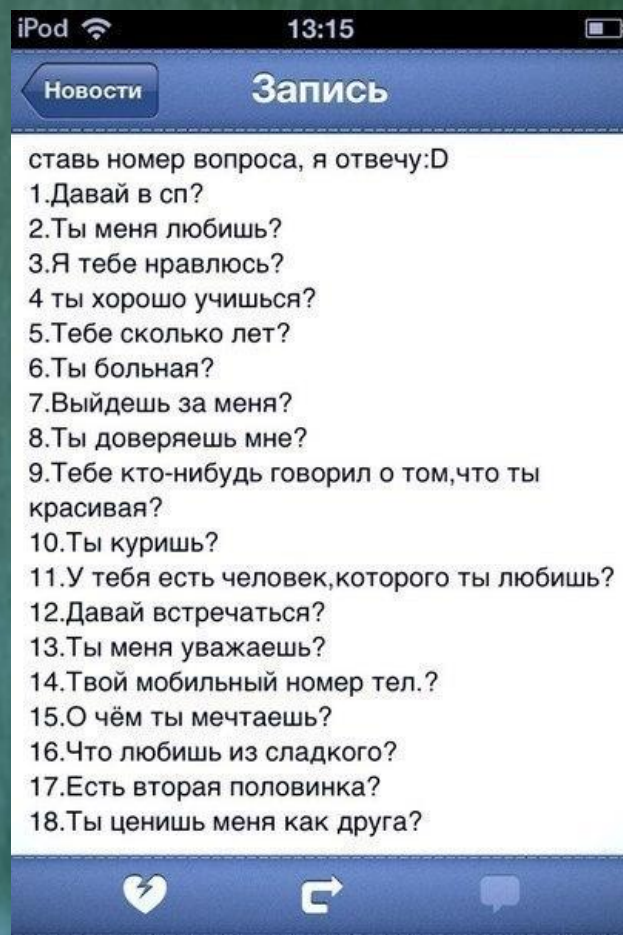 iPod 13:15
Новости Запись
ставь номер вопроса, я отвечу:D
1.Давай в сп?
2.Ты меня любишь?
3.Я тебе нравлюсь?
4 ты хорошо учишься?
5.Тебе сколько лет?
6.Ты больная?
7.Выйдешь за меня?
8.Ты доверяешь мне?
9.Тебе кто-нибудь говорил о том,что ты
красивая?
10.Ты куришь?
11.У тебя есть человек,которого ты любишь?
12.Давай встречаться?
13.Ты меня уважаешь?
14.Твой мобильный номер тел.?
15.О чём ты мечтаешь?
16.Что любишь из сладкого?
17.Есть вторая половинка?
18.Ты ценишь меня как друга?